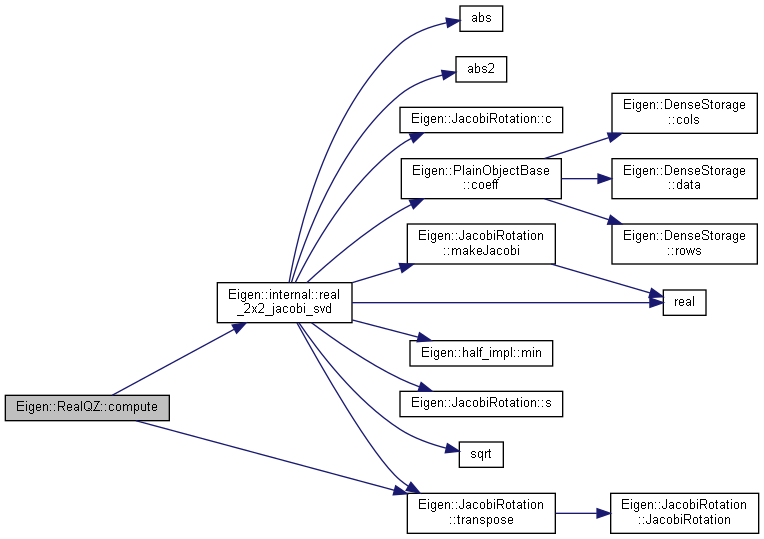 abs
abs2
Eigen::JacobiRotation::c
Eigen::DenseStorage
::cols
Eigen::PlainObjectBase
::coeff
Eigen::DenseStorage
::data
Eigen::JacobiRotation
::makeJacobi
Eigen::DenseStorage
::rows
Eigen::internal::real
_2x2_jacobi_svd
real
Eigen::half_impl::min
Eigen::RealQZ::compute
Eigen::JacobiRotation::s
sqrt
Eigen::JacobiRotation
::transpose
Eigen::JacobiRotation
::JacobiRotation